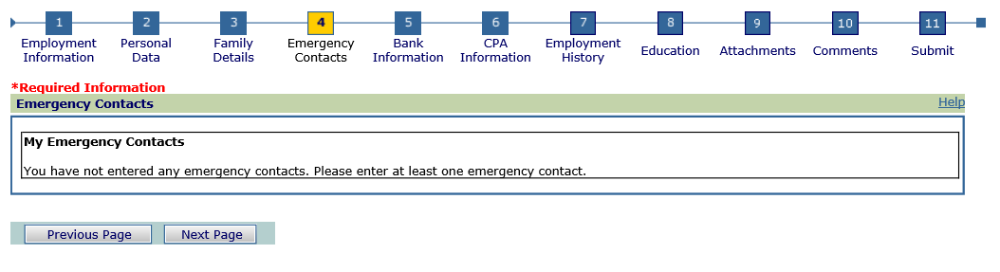 1 2 3 4 5 6 7 8 9 10 11
Employment Information
Personal Data
Family Details
Emergency Contacts
Bank Information
CPA Information
Employment History
Education
Attachments
Comments
Submit
*Required Information
Emergency Contacts Help
My Emergency Contacts
You have not entered any emergency contacts. Please enter at least one emergency contact.
Previous Page Next Page